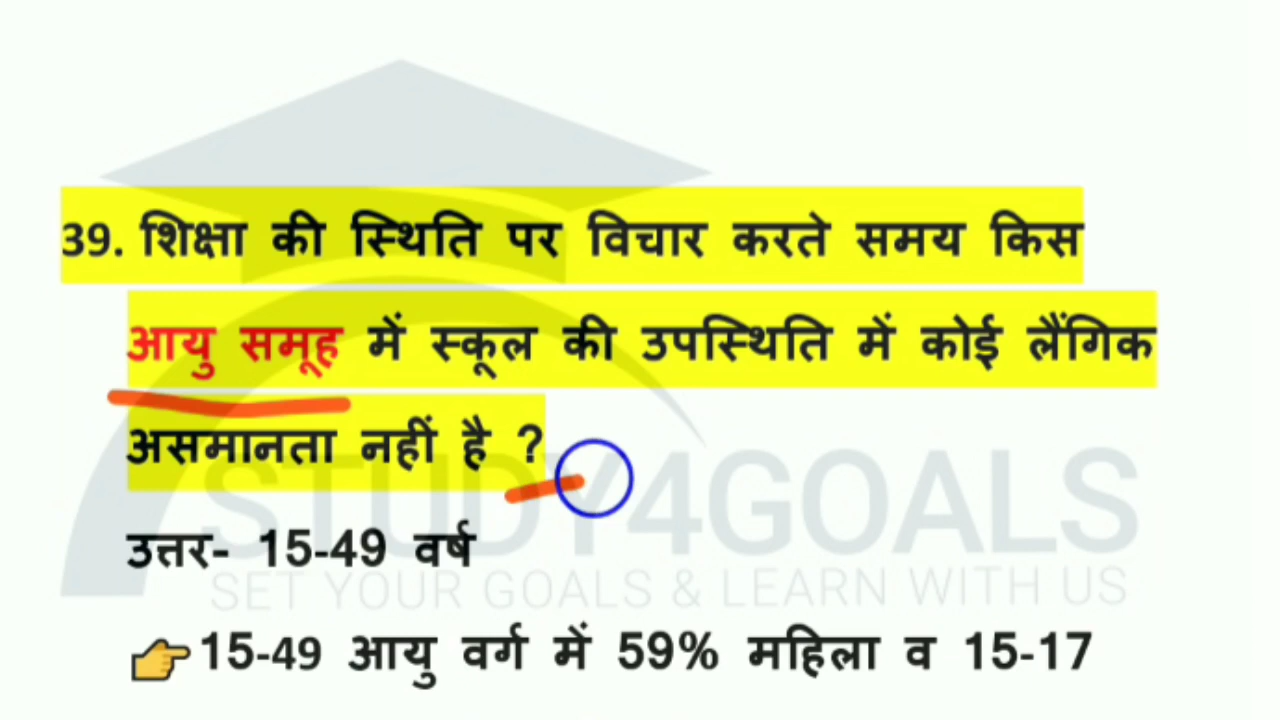 39. शिक्षा की स्थिति पर विचार करते समय किस
आयु समूह में स्कूल की उपस्थिति में कोई लैंगिक
असमानता नहीं है ?
STUDY4GOALS
उत्तर- 15-49 वर्ष
SET YOUR GOALS & LEARN WITH US
👉15-49 आयु वर्ग में 59% महिला व 15-17